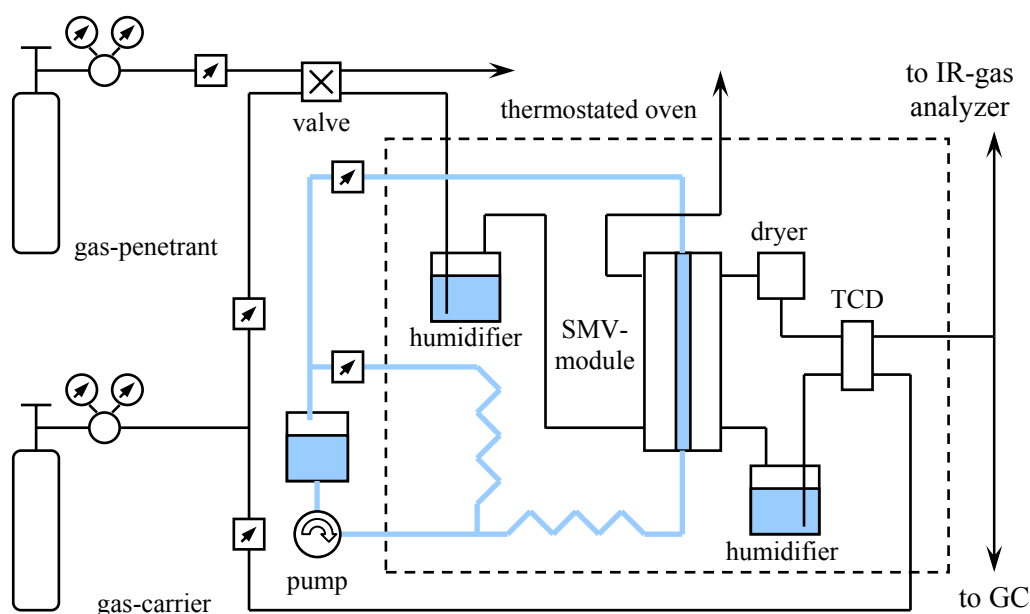 to IR-gas
analyzer
thermostated oven
valve
gas-penetrant
dryer
TCD
humidifier
SMV-
module
pump
humidifier
gas-carrier
to GC